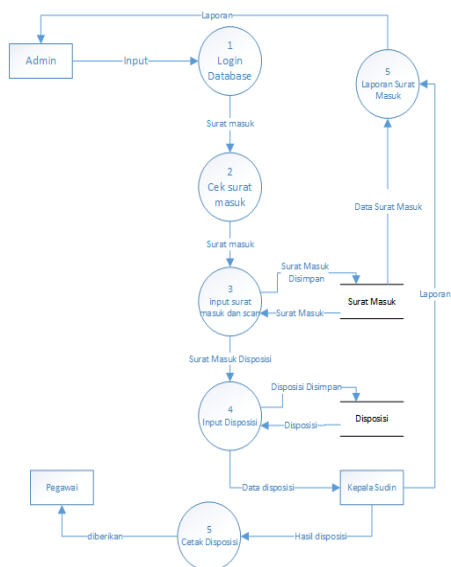 Laporan
Admin
Input
1
Login
Database
5
Laporan Surat
Masuk
Surat masuk
2
Cek surat
masuk
Data Surat Masuk
Surat masuk
Surat Masuk
Disimpan
3
input surat
masuk dan scan
Surat Masuk
Surat Masuk
Laporan
Surat Masuk Disposisi
Disposisi Disimpan
4
Input Disposisi
Disposisi
Disposisi
Pegawai
Data disposisi
Kepala Sudin
diberikan
5
Cetak Disposisi
Hasil disposisi